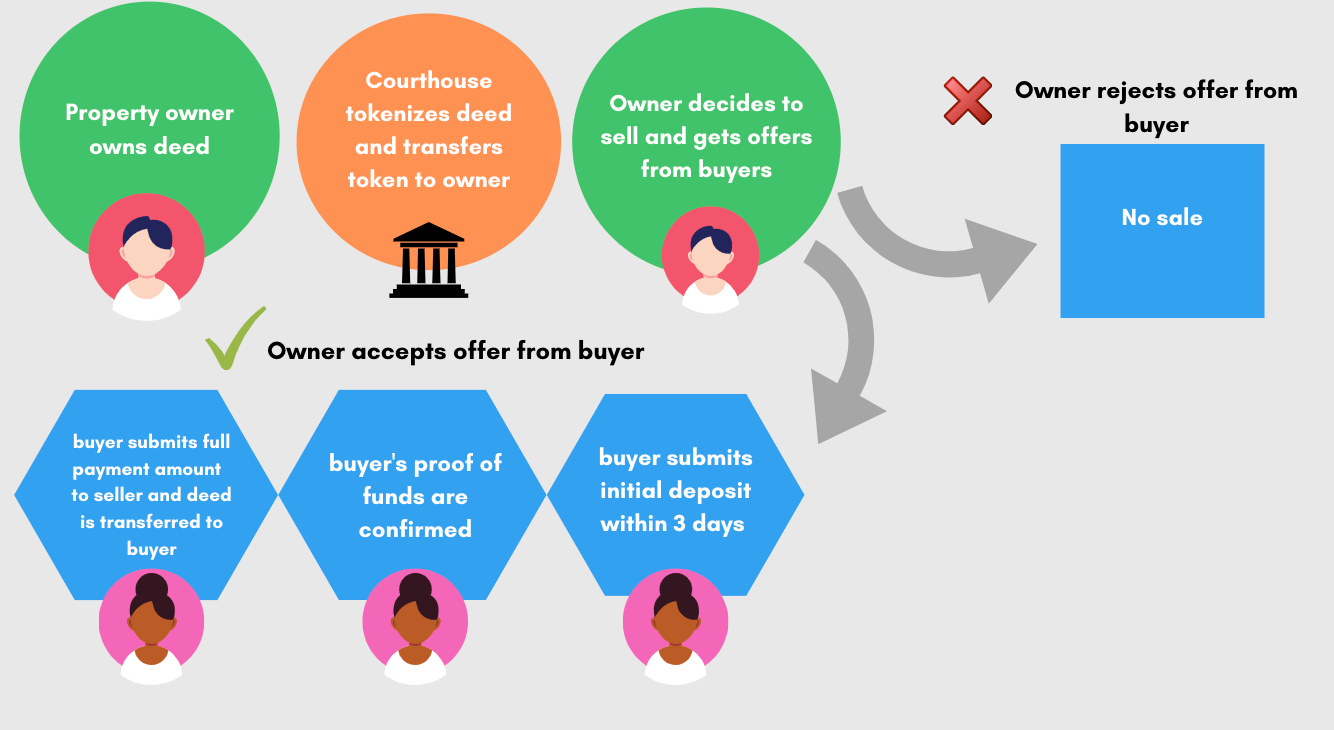 Property owner
owns deed
Courthouse
tokenizes deed
and transfers
token to owner
Owner decides to
sell and gets offers
from buyers
Owner rejects offer from
buyer
No sale
Owner accepts offer from buyer
buyer submits full
payment amount
to seller and deed
is transferred to
buyer
buyer's proof of
funds are
confirmed
buyer submits
initial deposit
within 3 days